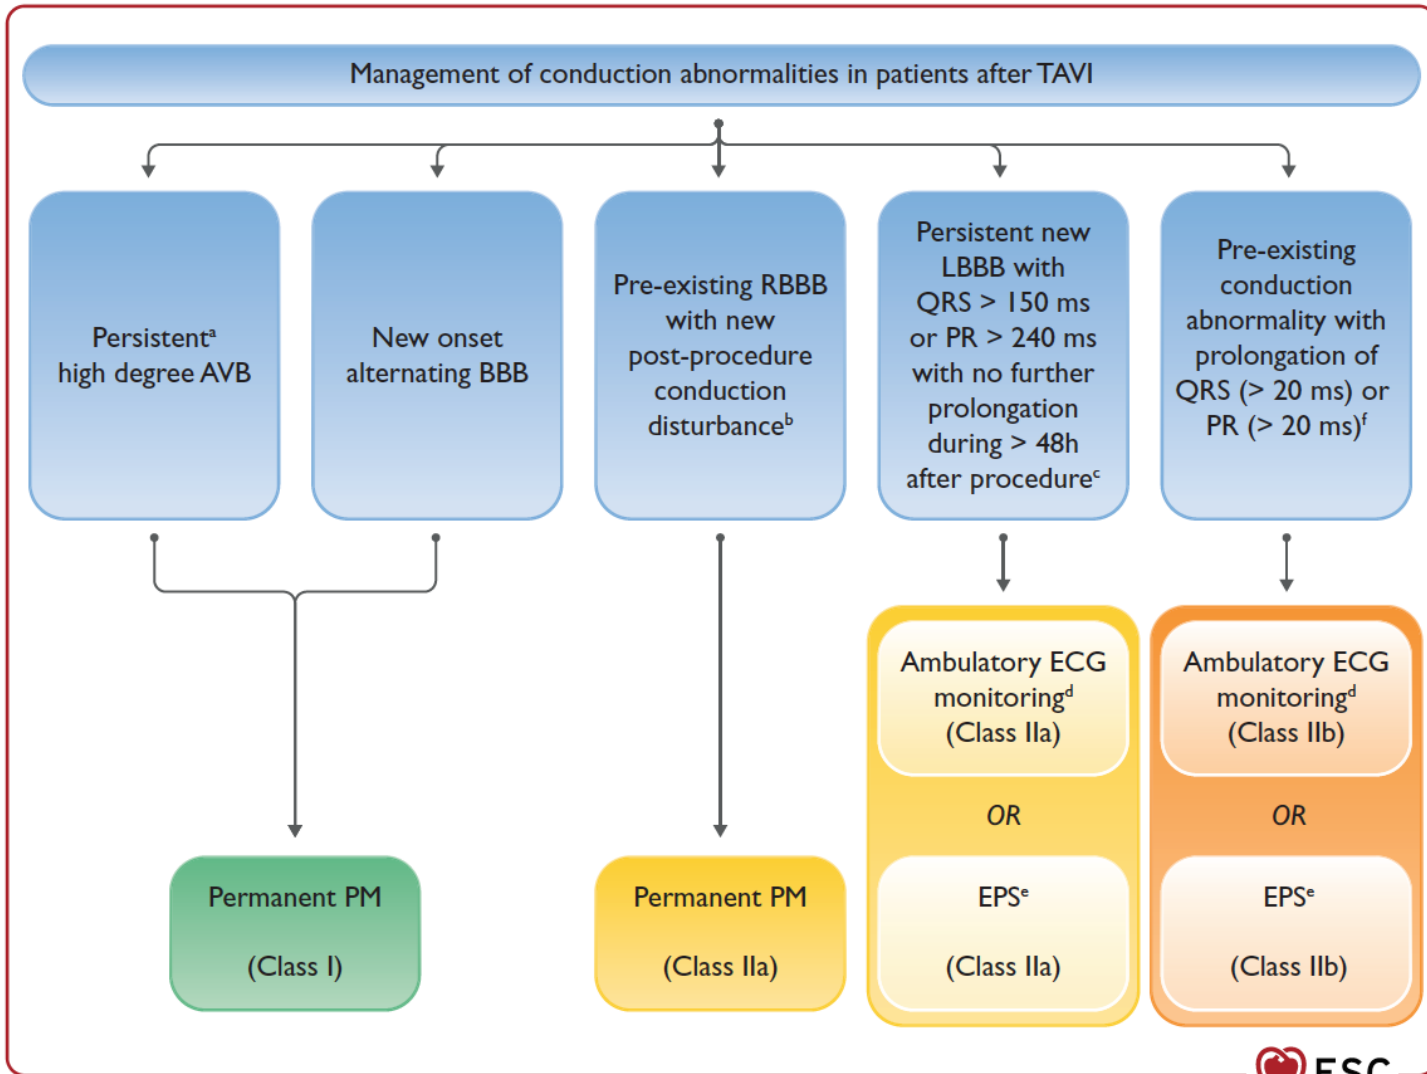 Management of conduction abnormalities in patients after TAVI
Persistentᵃ
high degree AVB
New onset
alternating BBB
Pre-existing RBBB
with new
post-procedure
conduction
disturbanceᵇ
Persistent new
LBBB with
QRS > 150 ms
or PR > 240 ms
with no further
prolongation
during > 48h
after procedureᶜ
Pre-existing
conduction
abnormality with
prolongation of
QRS (> 20 ms) or
PR (> 20 ms)ᶠ
Permanent PM
(Class I)
Permanent PM
(Class IIa)
Ambulatory ECG
monitoringᵈ
(Class IIa)
OR
EPSᵉ
(Class IIa)
Ambulatory ECG
monitoringᵈ
(Class IIb)
OR
EPSᵉ
(Class IIb)
ESC